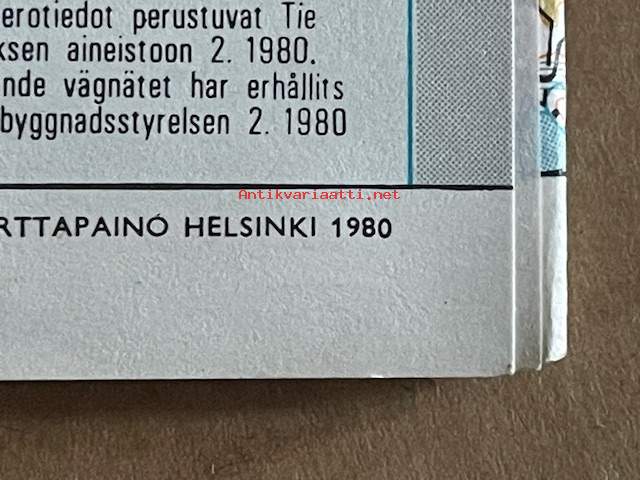 erotiedot perustuvat Tie
ksen aineistoon 2. 1980.
nde vägnätet har erhållits
byggnadsstyrelsen 2. 1980
Antikvariaatti.net
RTTAPAINO HELSINKI 1980